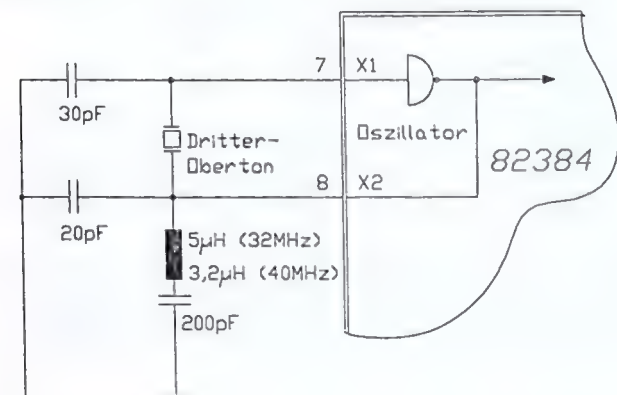 7 X1
30pF
Dritter-
Oberton
Oszillator
82384
8 X2
20pF
5µH (32MHz)
3,2µH (40MHz)
200pF